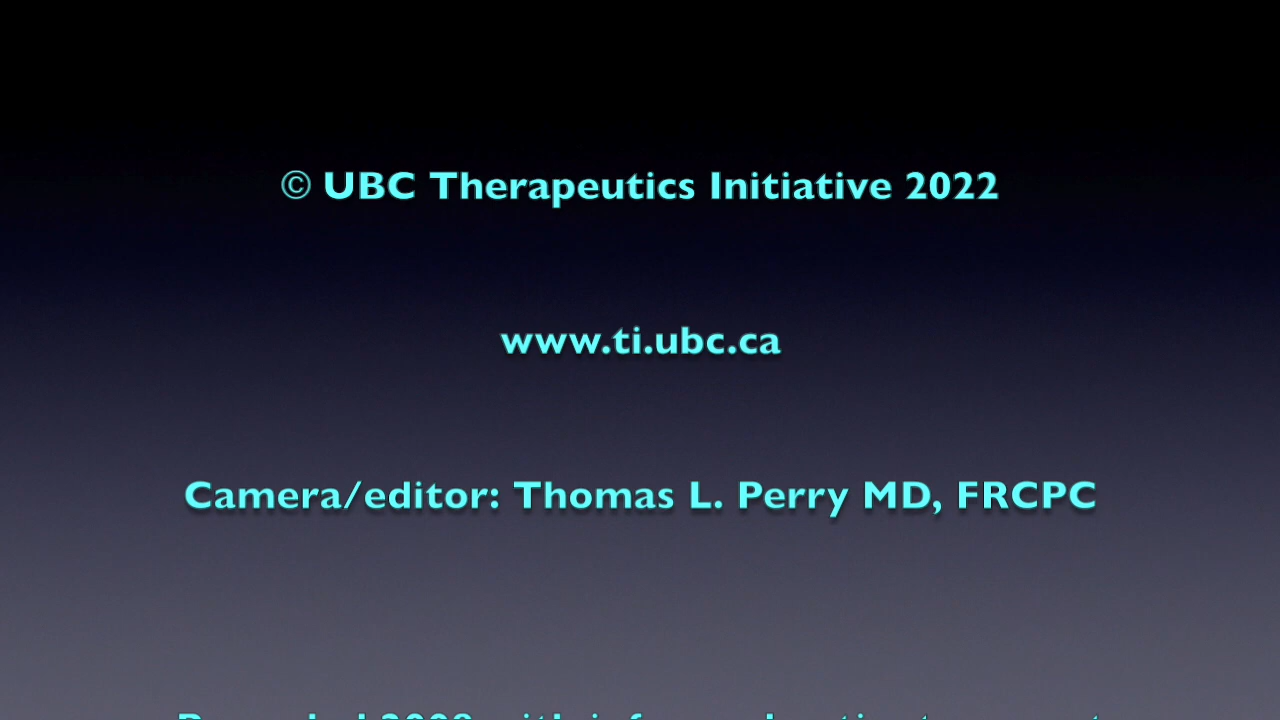 © UBC Therapeutics Initiative 2022
www.ti.ubc.ca
Camera/editor: Thomas L. Perry MD, FRCPC